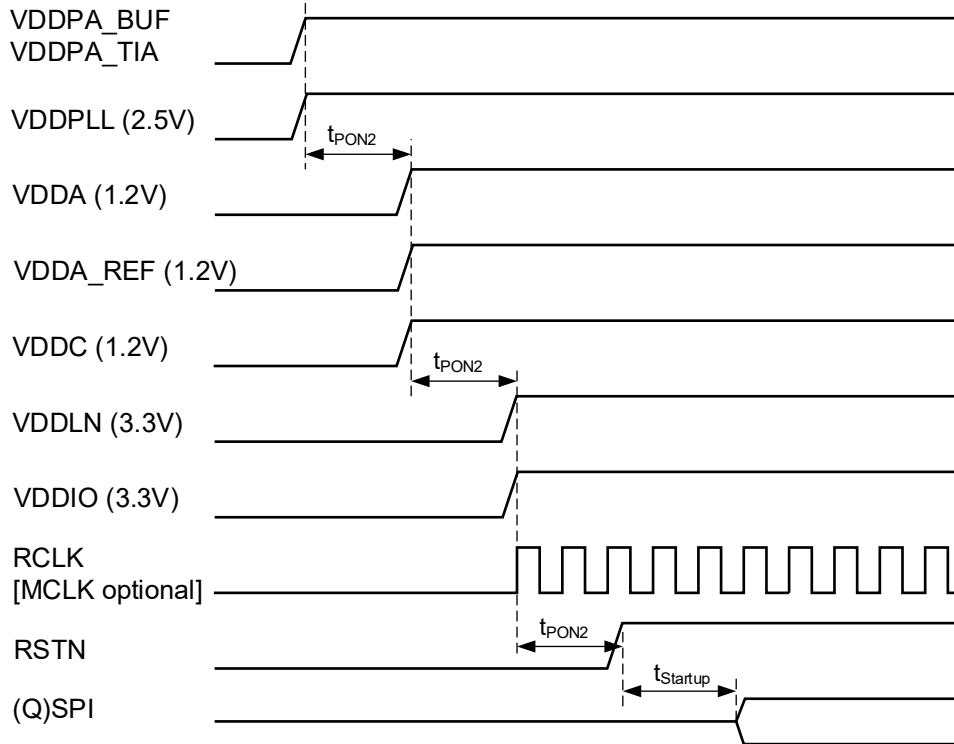 VDDPA_BUF
VDDPA_TIA
VDDPLL (2.5V)
tPON2
VDDA (1.2V)
VDDA_REF (1.2V)
VDDC (1.2V)
tPON2
VDDLN (3.3V)
VDDIO (3.3V)
RCLK
[MCLK optional]
tPON2
RSTN
tStartup
(Q)SPI